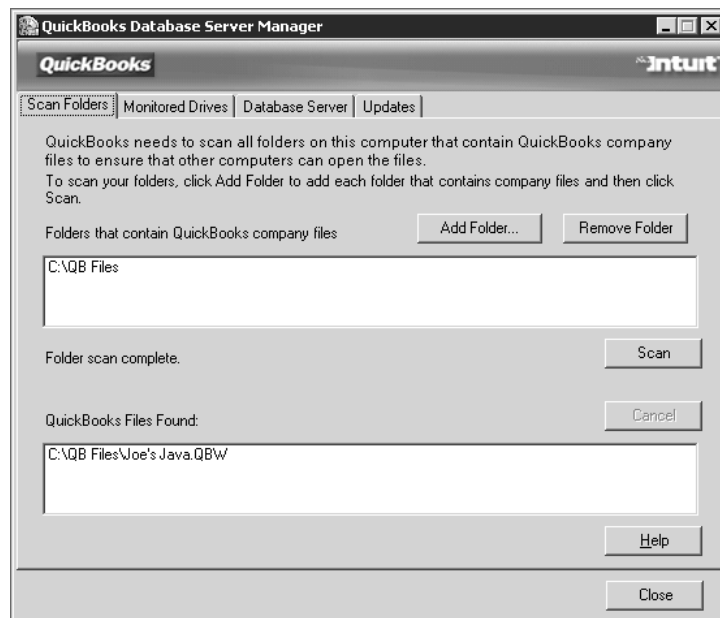 QuickBooks Database Server Manager
QuickBooks
Intuit
Scan Folders Monitored Drives Database Server Updates
QuickBooks needs to scan all folders on this computer that contain QuickBooks company
files to ensure that other computers can open the files.
To scan your folders, click Add Folder to add each folder that contains company files and then click
Scan.
Folders that contain QuickBooks company files
Add Folder...
Remove Folder
C:\QB Files
Folder scan complete.
Scan
QuickBooks Files Found:
Cancel
C:\QB Files\Joe's Java.QBW
Help
Close